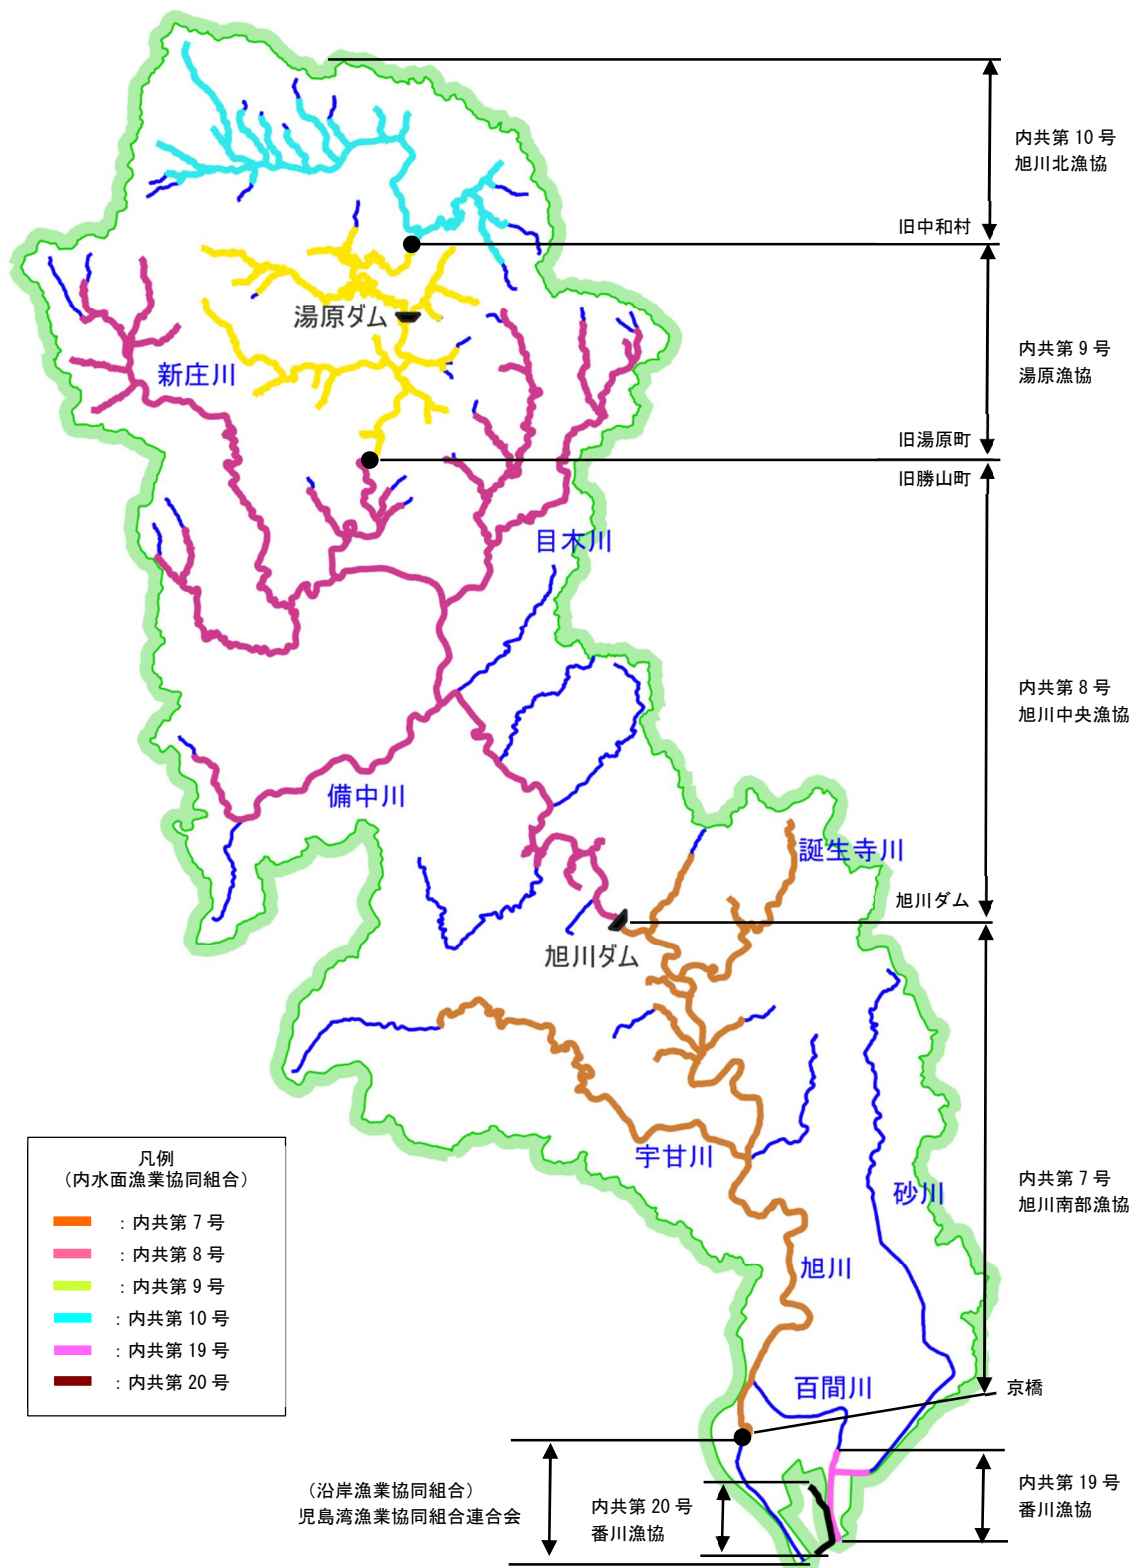 内共第 10 号
旭川北漁協
旧中和村
湯原ダム
内共第 9 号
湯原漁協
新庄川
旧湯原町
旧勝山町
目木川
内共第 8 号
旭川中央漁協
備中川
誕生寺川
旭川ダム
旭川ダム
宇甘川
砂川
内共第 7 号
旭川南部漁協
凡例
（内水面漁業協同組合）
：内共第 7 号
：内共第 8 号
：内共第 9 号
：内共第 10 号
：内共第 19 号
：内共第 20 号
旭川
百間川
京橋
（沿岸漁業協同組合）
児島湾漁業協同組合連合会
内共第 20 号
番川漁協
内共第 19 号
番川漁協